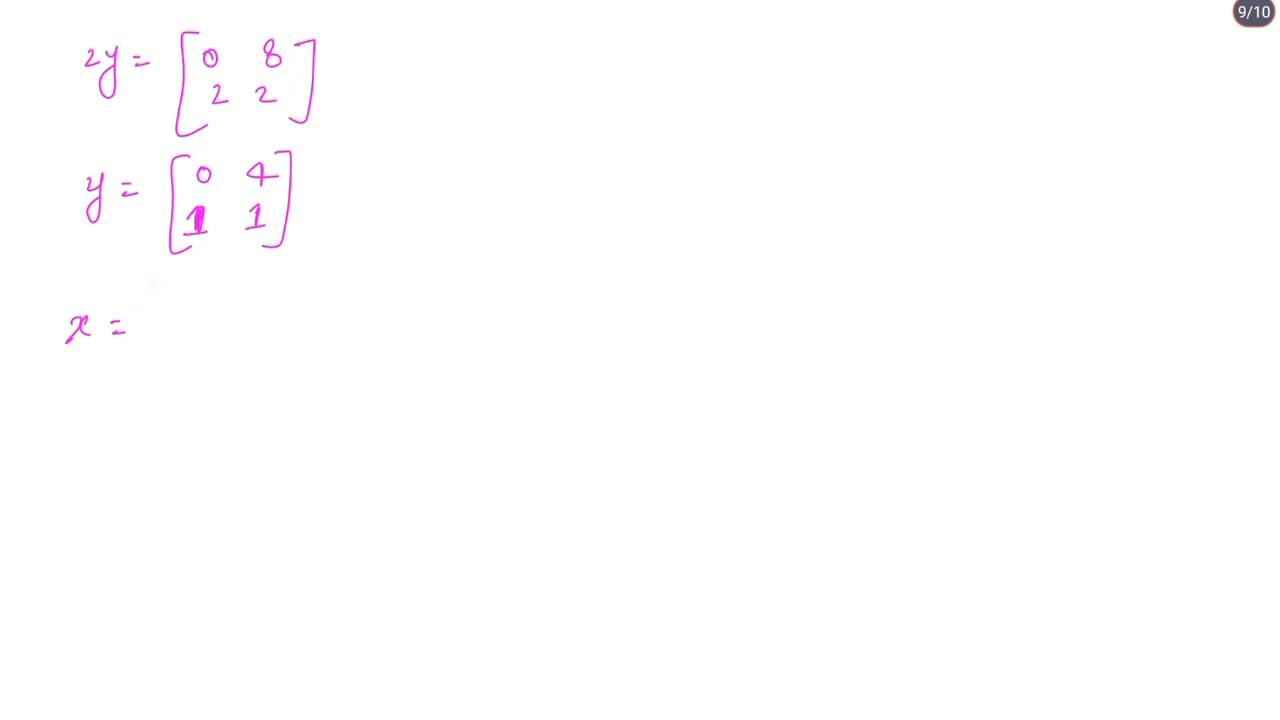 9/10
2y = [0 8
2 2]
y = [0 4
1 1]
x =